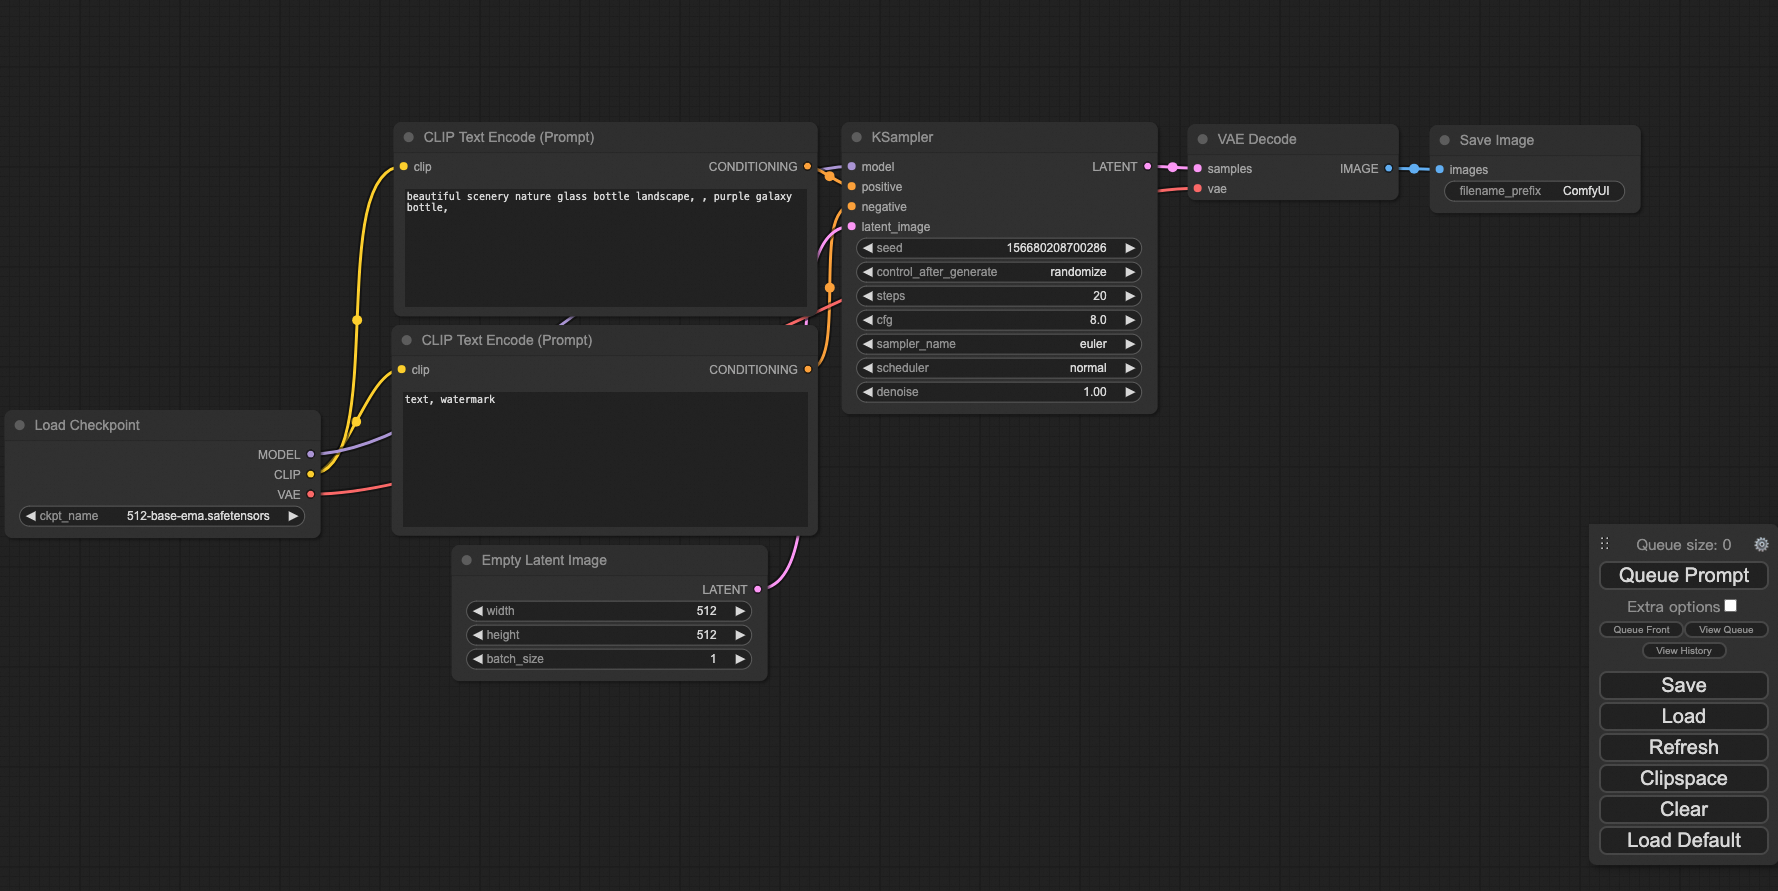 CLIP Text Encode (Prompt)
clip CONDITIONING
beautiful scenery nature glass bottle landscape, , purple galaxy
bottle,
CLIP Text Encode (Prompt)
clip CONDITIONING
text, watermark
Load Checkpoint
MODEL
CLIP
VAE
ckpt_name 512-base-ema.safetensors
Empty Latent Image
LATENT
width 512
height 512
batch_size 1
KSampler
model LATENT
positive
negative
latent_image
seed 156680208700286
control_after_generate randomize
steps 20
cfg 8.0
sampler_name euler
scheduler normal
denoise 1.00
VAE Decode
samples IMAGE
vae
Save Image
images
filename_prefix ComfyUI
Queue size: 0
Queue Prompt
Extra options
Queue Front View Queue
View History
Save
Load
Refresh
Clipspace
Clear
Load Default